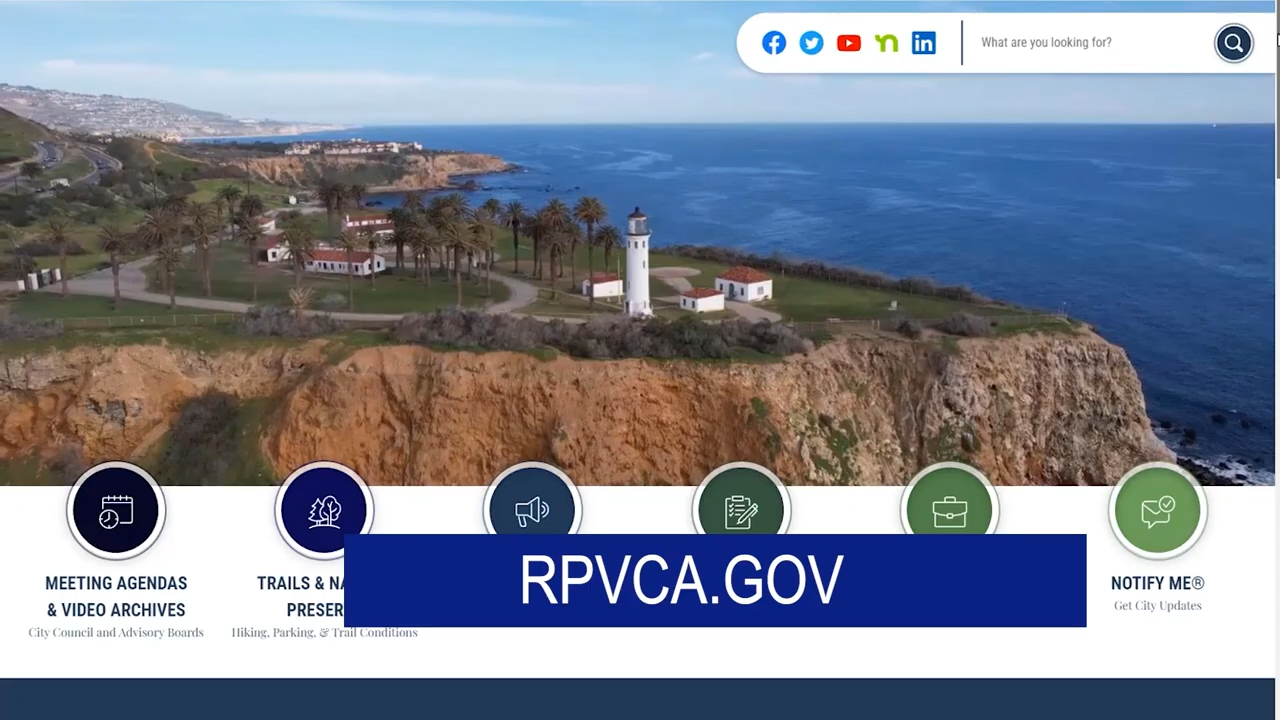 What are you looking for?
MEETING AGENDAS
& VIDEO ARCHIVES
City Council and Advisory Boards
TRAILS & NA
PRESER
Hiking, Parking, & Trail Conditions
RPVCA.GOV
NOTIFY ME®
Get City Updates